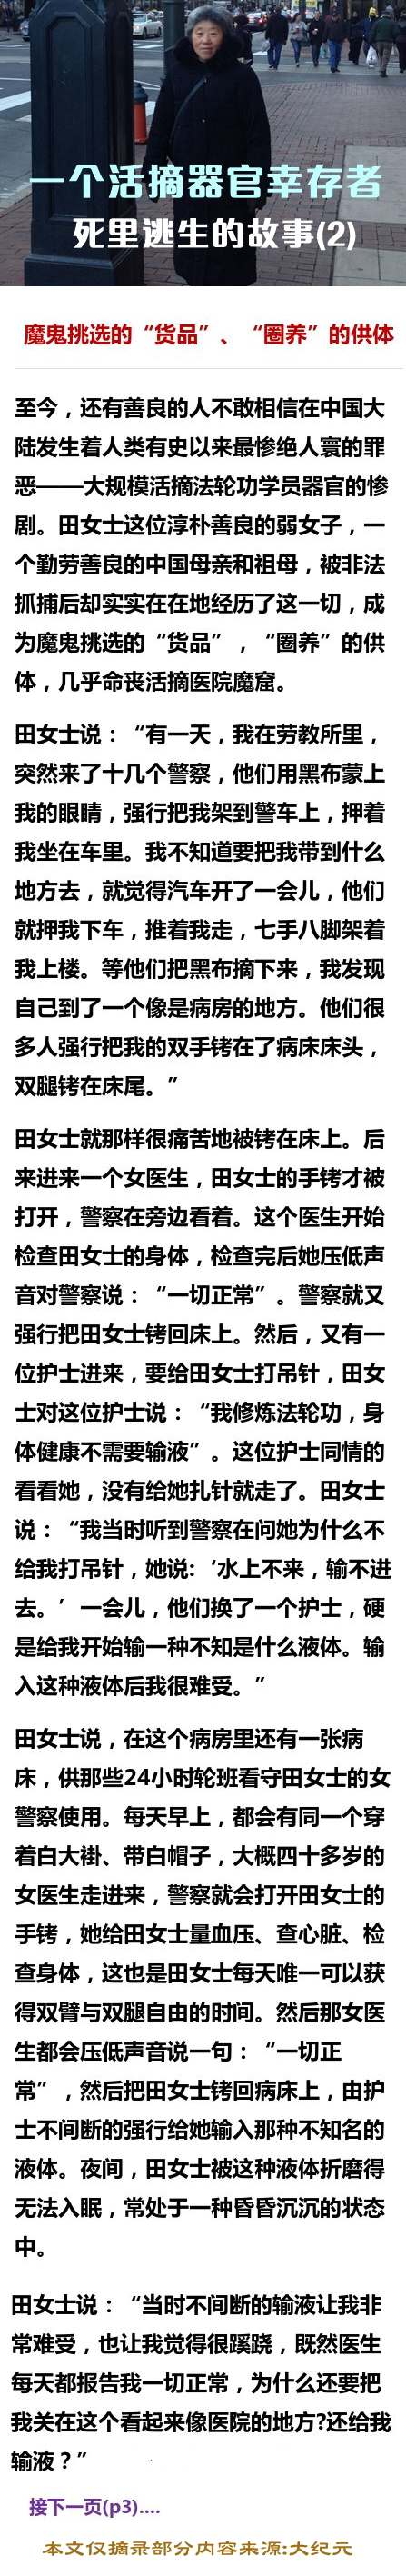 一个活摘器官幸存者
死里逃生的故事(2)
魔鬼挑选的“货品”、“圈养”的供体
至今，还有善良的人不敢相信在中国大
陆发生着人类有史以来最惨绝人寰的罪
恶——大规模活摘法轮功学员器官的惨
剧。田女士这位淳朴善良的弱女子，一
个勤劳善良的中国母亲和祖母，被非法
抓捕后却实实在在地经历了这一切，成
为魔鬼挑选的“货品”，“圈养”的供
体，几乎命丧活摘医院魔窟。
田女士说：“有一天，我在劳教所里，
突然来了十几个警察，他们用黑布蒙上
我的眼睛，强行把我架到警车上，押着
我坐在车里。我不知道要把我带到什么
地方去，就觉得汽车开了一会儿，他们
就押我下车，推着我走，七手八脚架着
我上楼。等他们把黑布摘下来，我发现
自己到了一个像是病房的地方。他们很
多人强行把我的双手铐在了病床床头，
双腿铐在床尾。”
田女士就那样很痛苦地被铐在床上。后
来进来一个女医生，田女士的手铐才被
打开，警察在旁边看着。这个医生开始
检查田女士的身体，检查完后她压低声
音对警察说：“一切正常”。警察就又
强行把田女士铐回床上。然后，又有一
位护士进来，要给田女士打吊针，田女
士对这位护士说：“我修炼法轮功，身
体健康不需要输液”。这位护士同情的
看看她，没有给她扎针就走了。田女士
说：“我当时听到警察在问她为什么不
给我打吊针，她说:‘水上不来，输不进
去。’一会儿，他们换了一个护士，硬
是给我开始输一种不知是什么液体。输
入这种液体后我很难受。”
田女士说，在这个病房里还有一张病
床，供那些24小时轮班看守田女士的女
警察使用。每天早上，都会有同一个穿
着白大褂、带白帽子，大概四十多岁的
女医生走进来，警察就会打开田女士的
手铐，她给田女士量血压、查心脏、检
查身体，这也是田女士每天唯一可以获
得双臂与双腿自由的时间。然后那女医
生都会压低声音说一句：“一切正
常”，然后把田女士铐回病床上，由护
士不间断的强行给她输入那种不知名的
液体。夜间，田女士被这种液体折磨得
无法入眠，常处于一种昏昏沉沉的状态
中。
田女士说：“当时不间断的输液让我非
常难受，也让我觉得很蹊跷，既然医生
每天都报告我一切正常，为什么还要把
我关在这个看起来像医院的地方?还给我
输液？”
接下一页(p3)....
本文仅摘录部分内容来源:大纪元